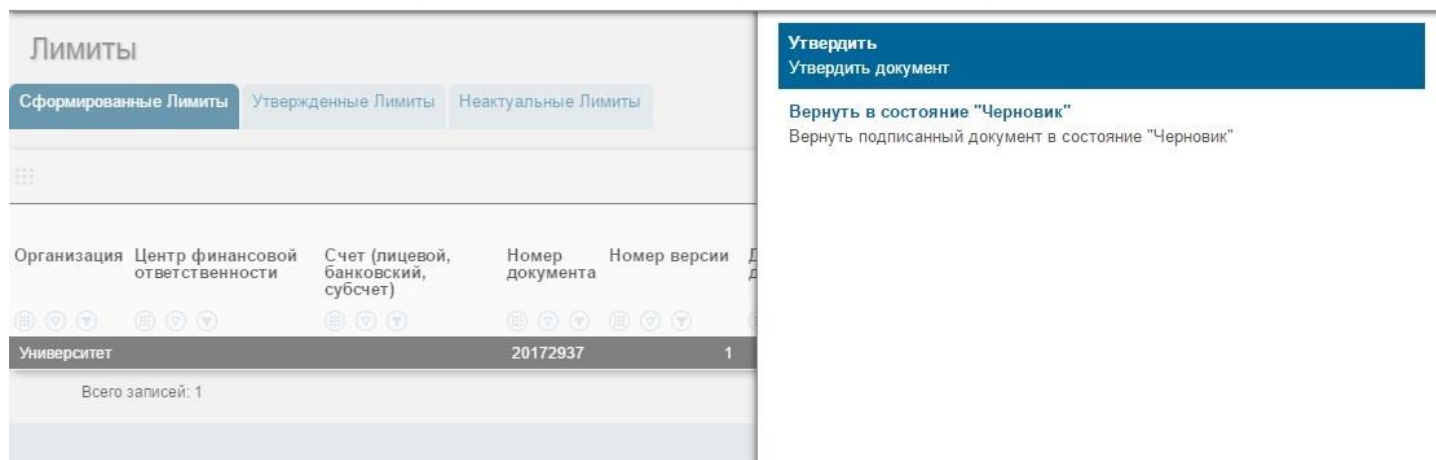 Лимиты
Сформированные Лимиты Утвержденные Лимиты Неактуальные Лимиты
Организация Центр финансовой ответственности Счет (лицевой, банковский, субсчет) Номер документа Номер версии
Университет 20172937 1
Всего записей: 1
Утвердить
Утвердить документ
Вернуть в состояние "Черновик"
Вернуть подписанный документ в состояние "Черновик"